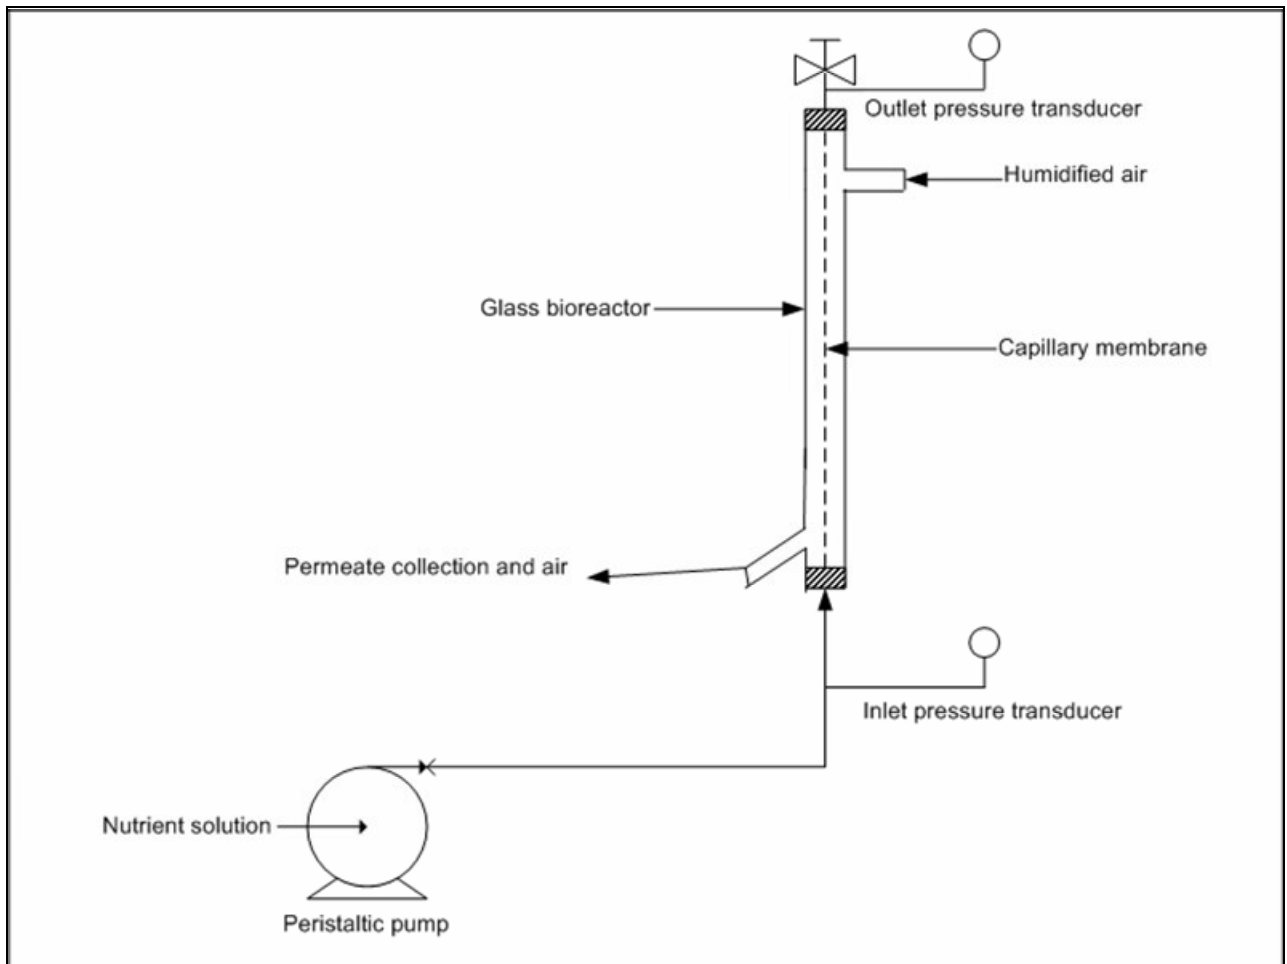 Outlet pressure transducer
Humidified air
Glass bioreactor
Capillary membrane
Permeate collection and air
Inlet pressure transducer
Nutrient solution
Peristaltic pump